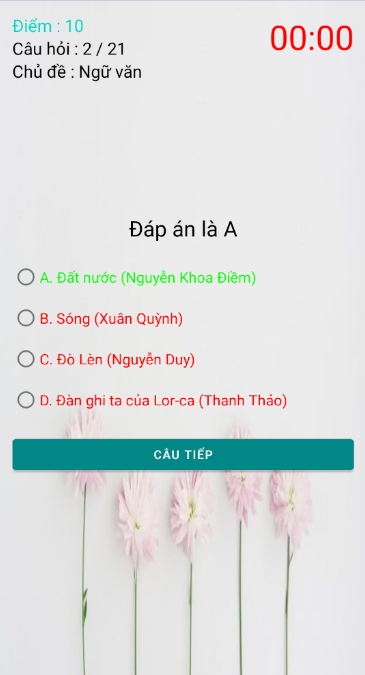 Điểm : 10
00:00
Câu hỏi : 2 / 21
Chủ đề : Ngữ văn
Đáp án là A
A. Đất nước (Nguyễn Khoa Điềm)
B. Sóng (Xuân Quỳnh)
C. Đò Lèn (Nguyễn Duy)
D. Đàn ghi ta của Lor-ca (Thanh Thảo)
CÂU TIẾP